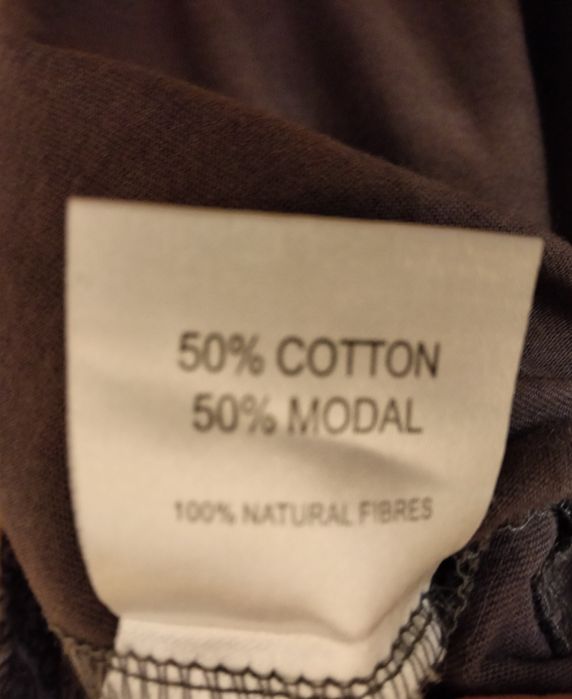 50% COTTON
50% MODAL
100% NATURAL FIBRES